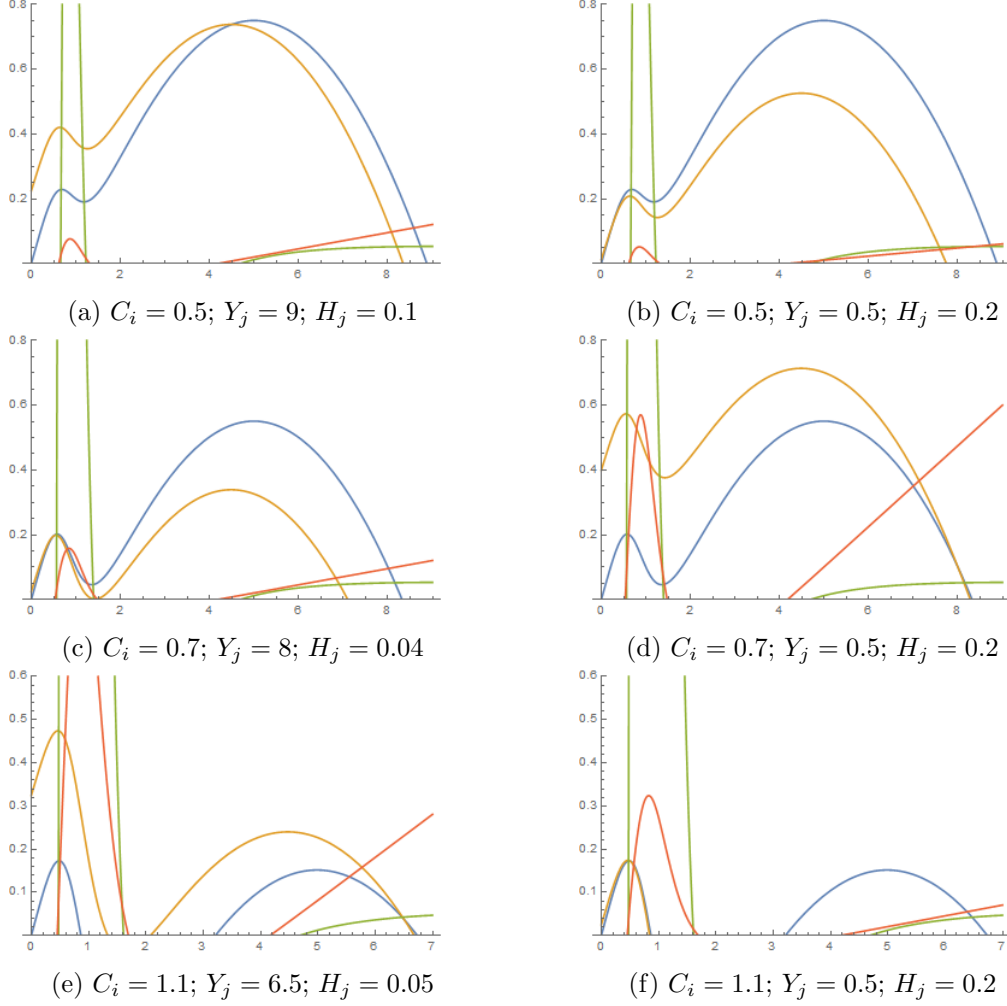 0.8
0.6
0.4
0.2
0 2 4 6 8
0.8
0.6
0.4
0.2
0 2 4 6 8
(a) C_i = 0.5; Y_j = 9; H_j = 0.1
(b) C_i = 0.5; Y_j = 0.5; H_j = 0.2
0.8
0.6
0.4
0.2
0 2 4 6 8
0.8
0.6
0.4
0.2
0 2 4 6 8
(c) C_i = 0.7; Y_j = 8; H_j = 0.04
(d) C_i = 0.7; Y_j = 0.5; H_j = 0.2
0.6
0.5
0.4
0.3
0.2
0.1
0 1 2 3 4 5 6 7
0.6
0.5
0.4
0.3
0.2
0.1
0 1 2 3 4 5 6 7
(e) C_i = 1.1; Y_j = 6.5; H_j = 0.05
(f) C_i = 1.1; Y_j = 0.5; H_j = 0.2